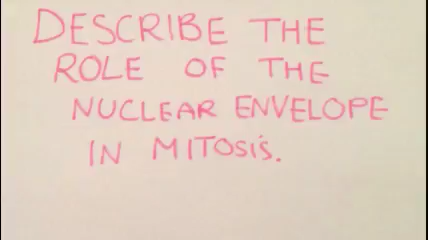 DESCRIBE THE
ROLE OF THE
NUCLEAR ENVELOPE
IN MITOSIS.